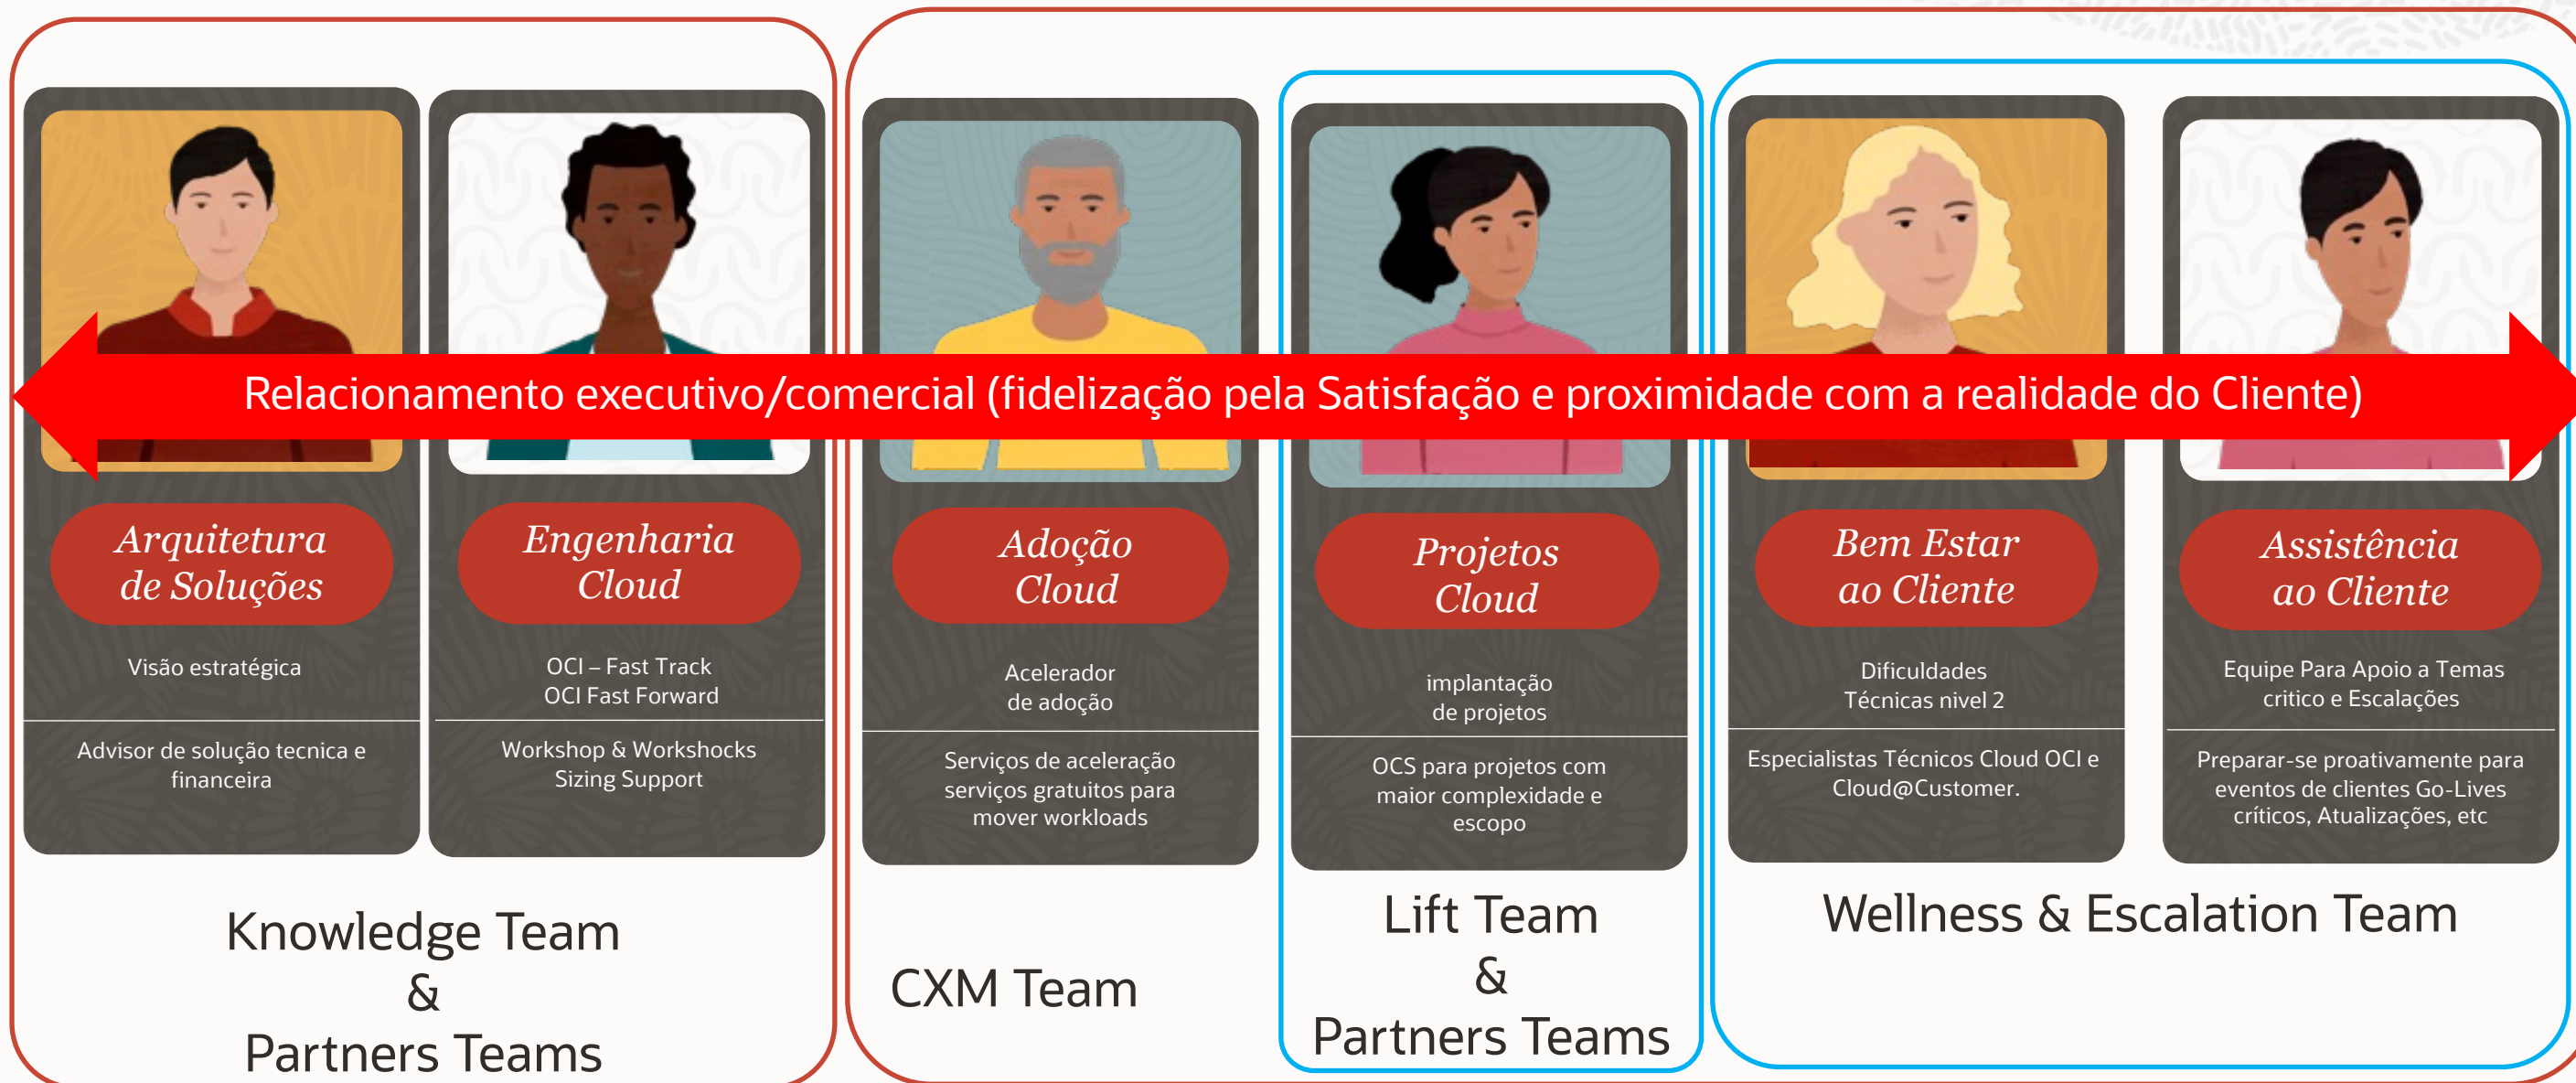 Relacionamento executivo/comercial (fidelização pela Satisfação e proximidade com a realidade do Cliente)
Arquitetura
de Soluções
Visão estratégica
Advisor de solução tecnica e
financeira
Engenharia
Cloud
OCI – Fast Track
OCI Fast Forward
Workshop & Workshocks
Sizing Support
Knowledge Team
&
Partners Teams
Adoção
Cloud
Acelerador
de adoção
Serviços de aceleração
serviços gratuitos para
mover workloads
CXM Team
Projetos
Cloud
implantação
de projetos
OCS para projetos com
maior complexidade e
escopo
Lift Team
&
Partners Teams
Bem Estar
ao Cliente
Dificuldades
Técnicas nivel 2
Especialistas Técnicos Cloud OCI e
Cloud@Customer.
Assistência
ao Cliente
Equipe Para Apoio a Temas
critico e Escalações
Preparar-se proativamente para
eventos de clientes Go-Lives
críticos, Atualizações, etc
Wellness & Escalation Team